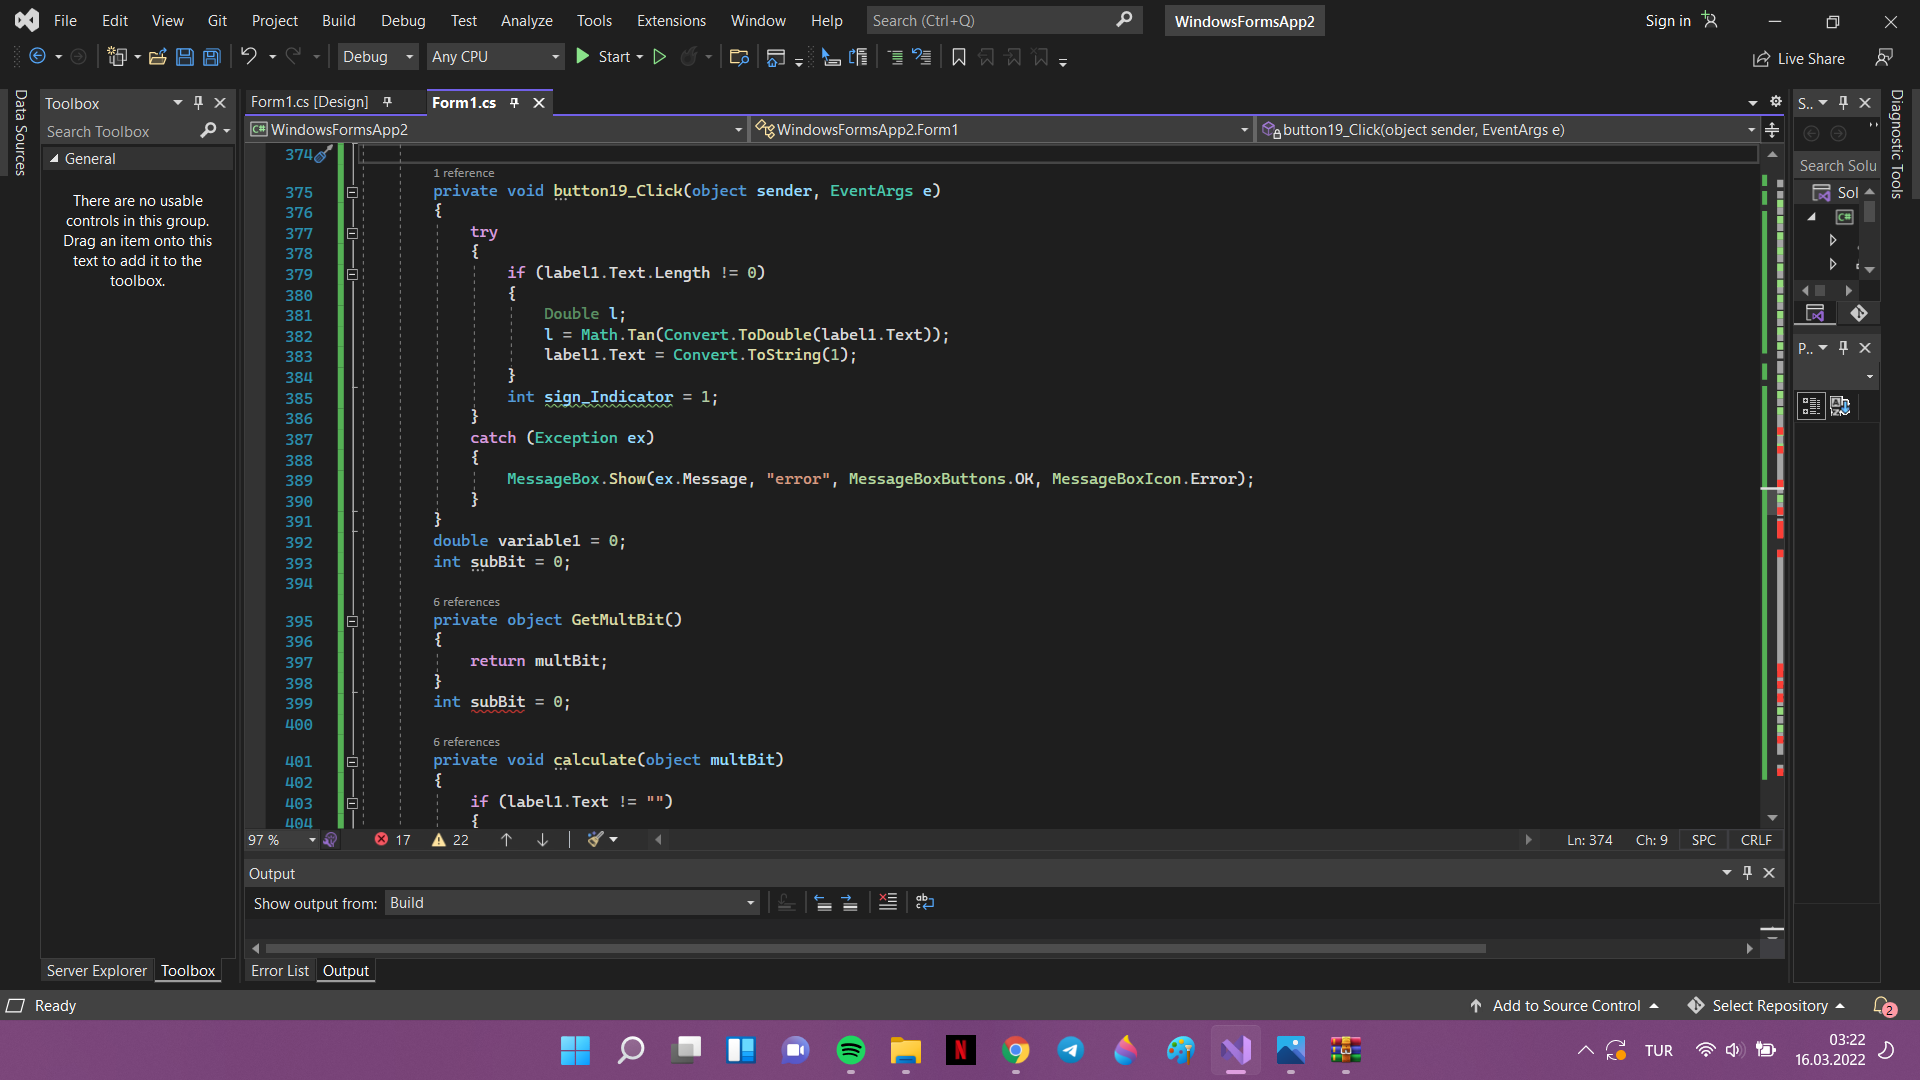 File Edit View Git Project Build Debug Test Analyze Tools Extensions Window Help Search (Ctrl+Q) WindowsFormsApp2 Sign in
Debug Any CPU Start Live Share
Data Sources
Toolbox
Search Toolbox
General
There are no usable
controls in this group.
Drag an item onto this
text to add it to the
toolbox.
Server Explorer Toolbox
Form1.cs [Design] Form1.cs
C# WindowsFormsApp2 WindowsFormsApp2.Form1 button19_Click(object sender, EventArgs e)
374
1 reference
375 private void button19_Click(object sender, EventArgs e)
376 {
377 try
378 {
379 if (label1.Text.Length != 0)
380 {
381 Double l;
382 l = Math.Tan(Convert.ToDouble(label1.Text));
383 label1.Text = Convert.ToString(1);
384 }
385 int sign_Indicator = 1;
386 }
387 catch (Exception ex)
388 {
389 MessageBox.Show(ex.Message, "error", MessageBoxButtons.OK, MessageBoxIcon.Error);
390 }
391 }
392 double variable1 = 0;
393 int subBit = 0;
394
6 references
395 private object GetMultBit()
396 {
397 return multBit;
398 }
399 int subBit = 0;
400
6 references
401 private void calculate(object multBit)
402 {
403 if (label1.Text != "")
404 {
97 % 17 22 Ln: 374 Ch: 9 SPC CRLF
Output
Show output from: Build
Error List Output
S..
Search Solu
Sol
C#
P..
Diagnostic Tools
Ready Add to Source Control Select Repository 2
N TUR 03:22
16.03.2022